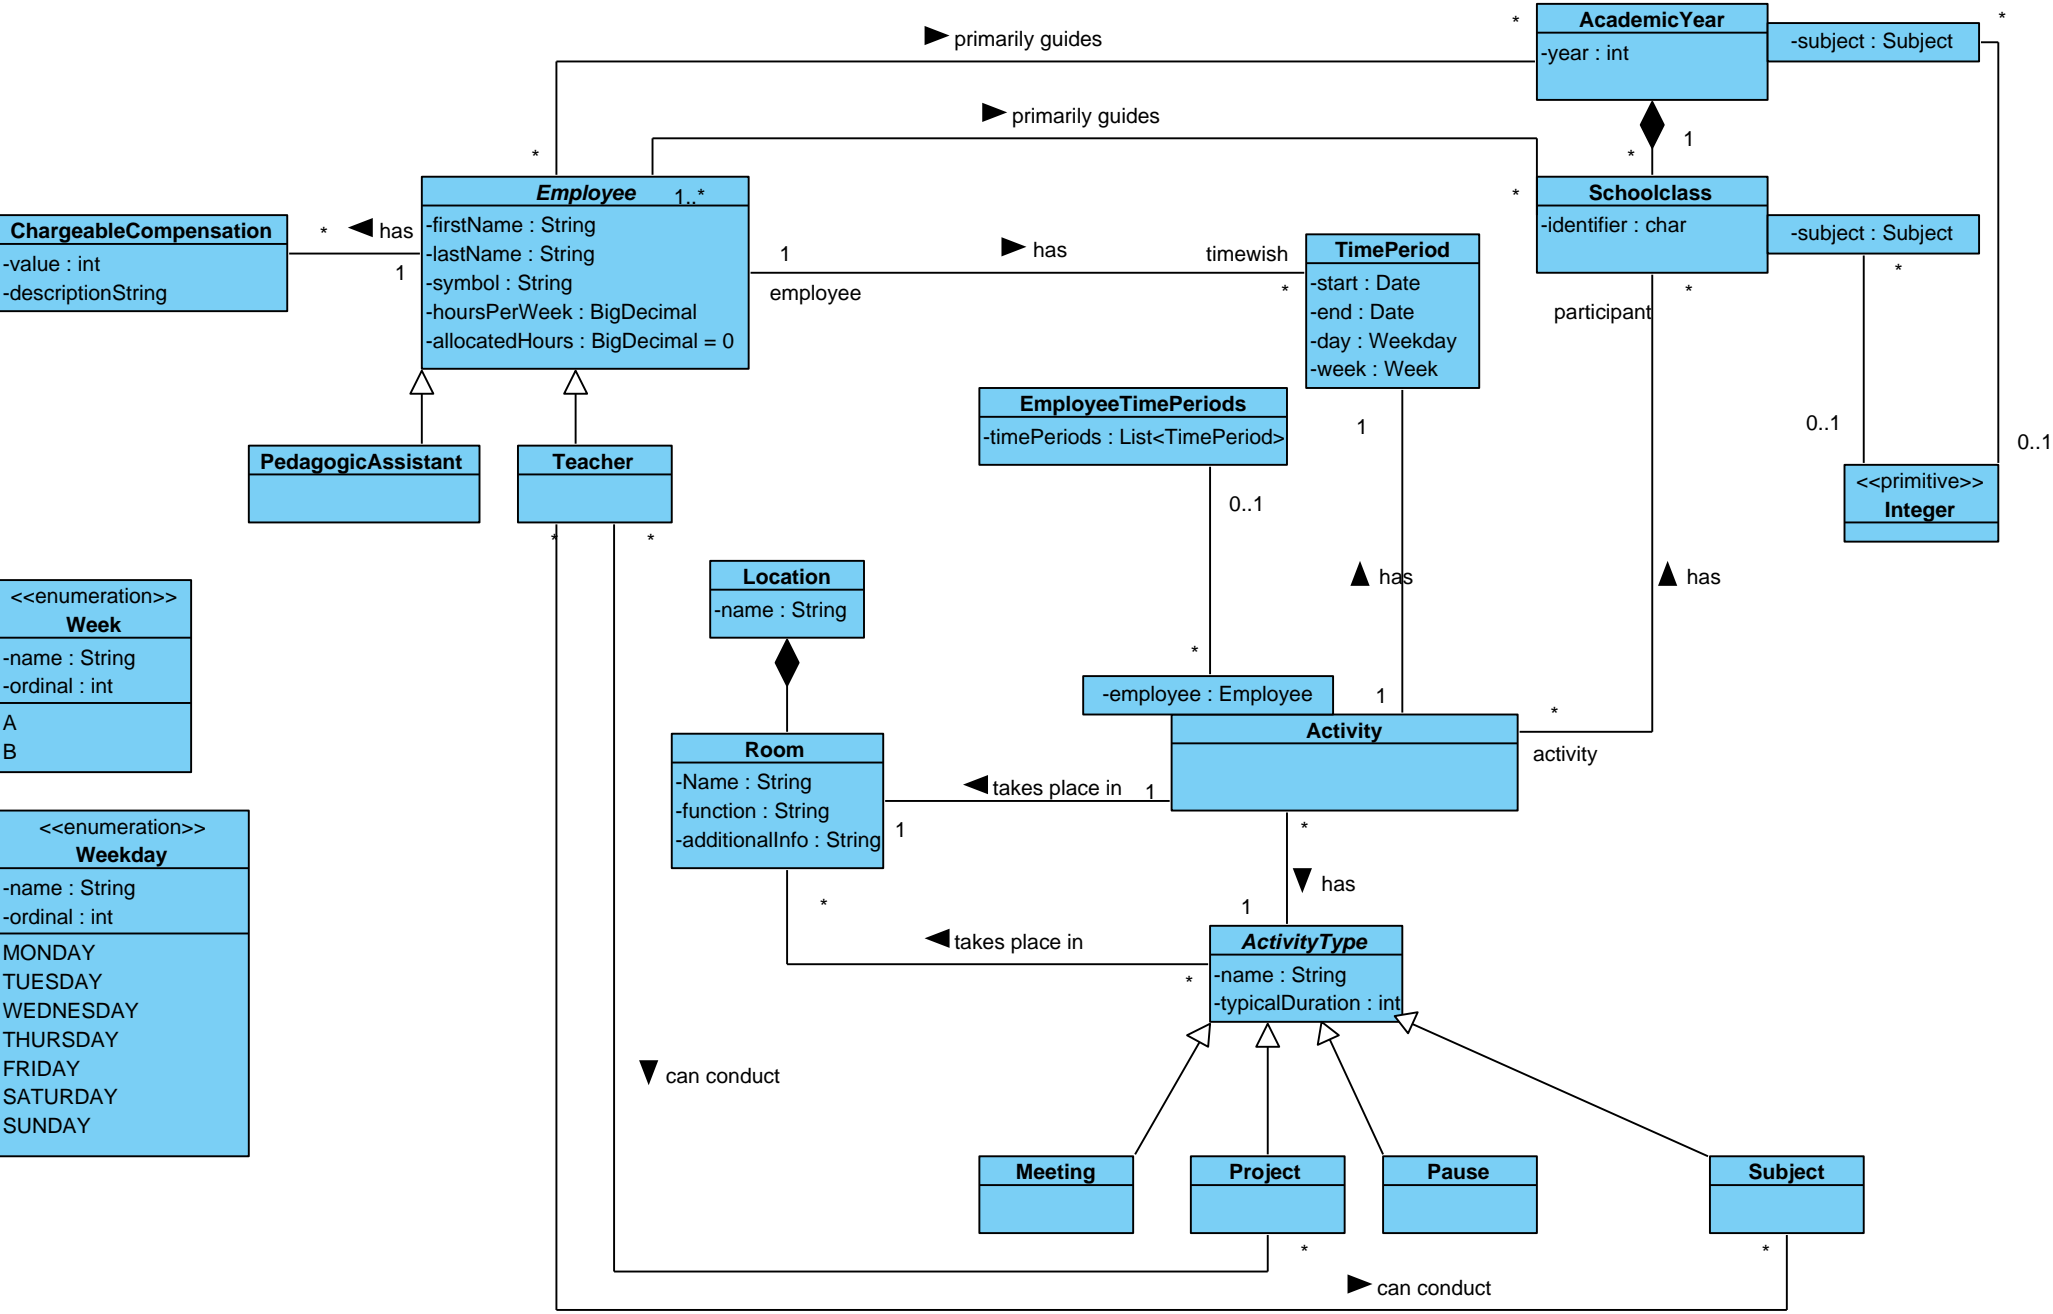 AcademicYear
-year : int
-subject : Subject
*
*
primarily guides
primarily guides
*
1
*
Employee
1..*
-firstName : String
-lastName : String
-symbol : String
-hoursPerWeek : BigDecimal
-allocatedHours : BigDecimal = 0
*
Schoolclass
-identifier : char
-subject : Subject
*
*
participant
ChargeableCompensation
-value : int
-descriptionString
*
has
1
1
has
timewish
employee
*
TimePeriod
-start : Date
-end : Date
-day : Weekday
-week : Week
EmployeeTimePeriods
-timePeriods : List<TimePeriod>
1
0..1
0..1
PedagogicAssistant
Teacher
<<primitive>>
Integer
0..1
*
*
Location
-name : String
has
has
<<enumeration>>
Week
-name : String
-ordinal : int
A
B
*
-employee : Employee
1
Activity
*
activity
Room
-Name : String
-function : String
-additionalInfo : String
takes place in
1
1
<<enumeration>>
Weekday
-name : String
-ordinal : int
MONDAY
TUESDAY
WEDNESDAY
THURSDAY
FRIDAY
SATURDAY
SUNDAY
*
has
1
*
takes place in
*
ActivityType
-name : String
-typicalDuration : int
can conduct
Meeting
Project
Pause
Subject
*
*
can conduct